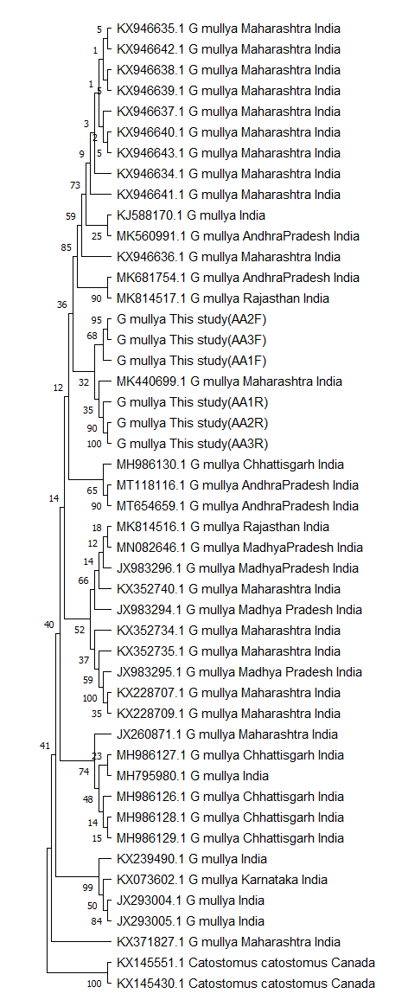 5
KX946635.1 G mullya Maharashtra India
1
KX946642.1 G mullya Maharashtra India
KX946638.1 G mullya Maharashtra India
1
5
KX946639.1 G mullya Maharashtra India
KX946637.1 G mullya Maharashtra India
3
2
KX946640.1 G mullya Maharashtra India
5
KX946643.1 G mullya Maharashtra India
9
KX946634.1 G mullya Maharashtra India
73
KX946641.1 G mullya Maharashtra India
59
KJ588170.1 G mullya India
25
MK560991.1 G mullya AndhraPradesh India
85
KX946636.1 G mullya Maharashtra India
MK681754.1 G mullya AndhraPradesh India
90
MK814517.1 G mullya Rajasthan India
36
95
G mullya This study(AA2F)
68
G mullya This study(AA3F)
G mullya This study(AA1F)
32
MK440699.1 G mullya Maharashtra India
12
35
G mullya This study(AA1R)
90
G mullya This study(AA2R)
100
G mullya This study(AA3R)
MH986130.1 G mullya Chhattisgarh India
65
MT118116.1 G mullya AndhraPradesh India
14
90
MT654659.1 G mullya AndhraPradesh India
18
MK814516.1 G mullya Rajasthan India
12
MN082646.1 G mullya MadhyaPradesh India
14
JX983296.1 G mullya MadhyaPradesh India
66
KX352740.1 G mullya Maharashtra India
JX983294.1 G mullya Madhya Pradesh India
52
KX352734.1 G mullya Maharashtra India
40
37
KX352735.1 G mullya Maharashtra India
59
JX983295.1 G mullya Madhya Pradesh India
100
KX228707.1 G mullya Maharashtra India
35
KX228709.1 G mullya Maharashtra India
JX260871.1 G mullya Maharashtra India
41
23
MH986127.1 G mullya Chhattisgarh India
74
MH795980.1 G mullya India
48
MH986126.1 G mullya Chhattisgarh India
14
MH986128.1 G mullya Chhattisgarh India
15
MH986129.1 G mullya Chhattisgarh India
KX239490.1 G mullya India
99
KX073602.1 G mullya Karnataka India
50
JX293004.1 G mullya India
84
JX293005.1 G mullya India
KX371827.1 G mullya Maharashtra India
KX145551.1 Catostomus catostomus Canada
100
KX145430.1 Catostomus catostomus Canada